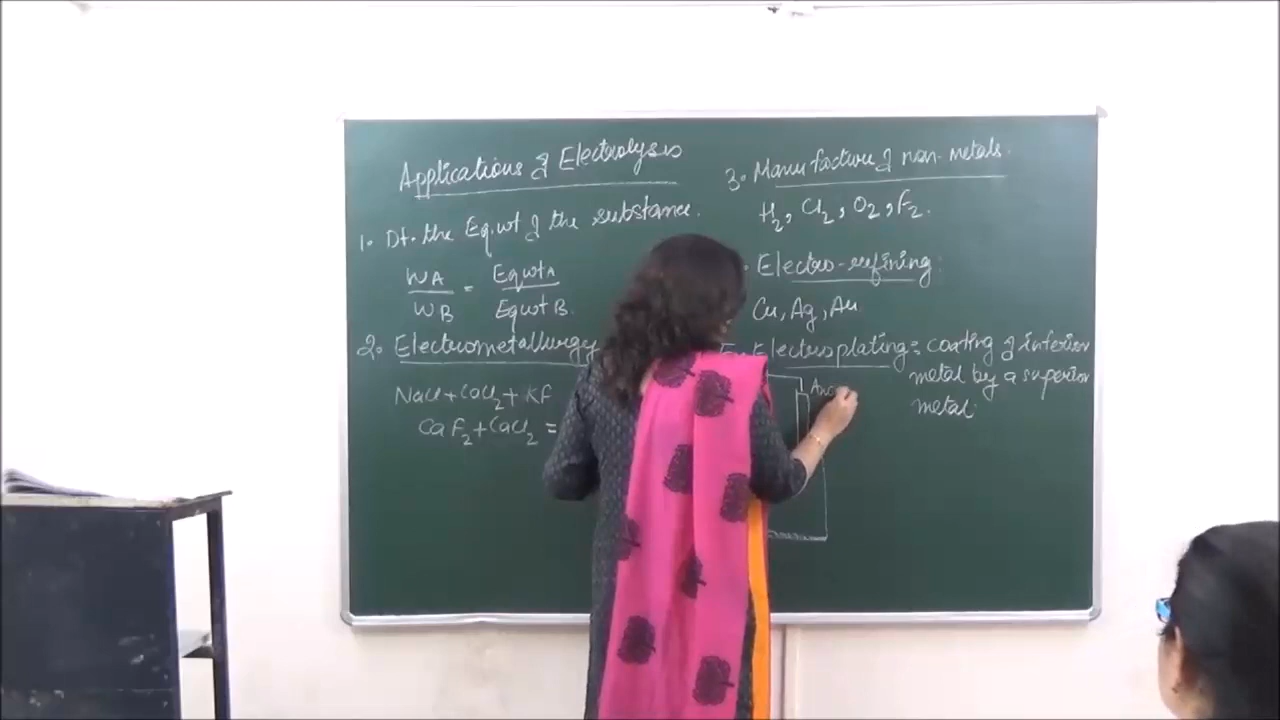 Applications of Electrolysis
1. Dt. the Eq.wt of the substance.
WA / WB = Eqwt A / Eqwt B.
2. Electrometallurgy
NaCl + CaCl2 + KF
CaF2 + CaCl2 =
3. Manufacture of non-metals.
H2, Cl2, O2, F2.
Electro-refining:
Cu, Ag, Au
5. Electroplating: coating of inferior
metal by a superior
metal.
Ano